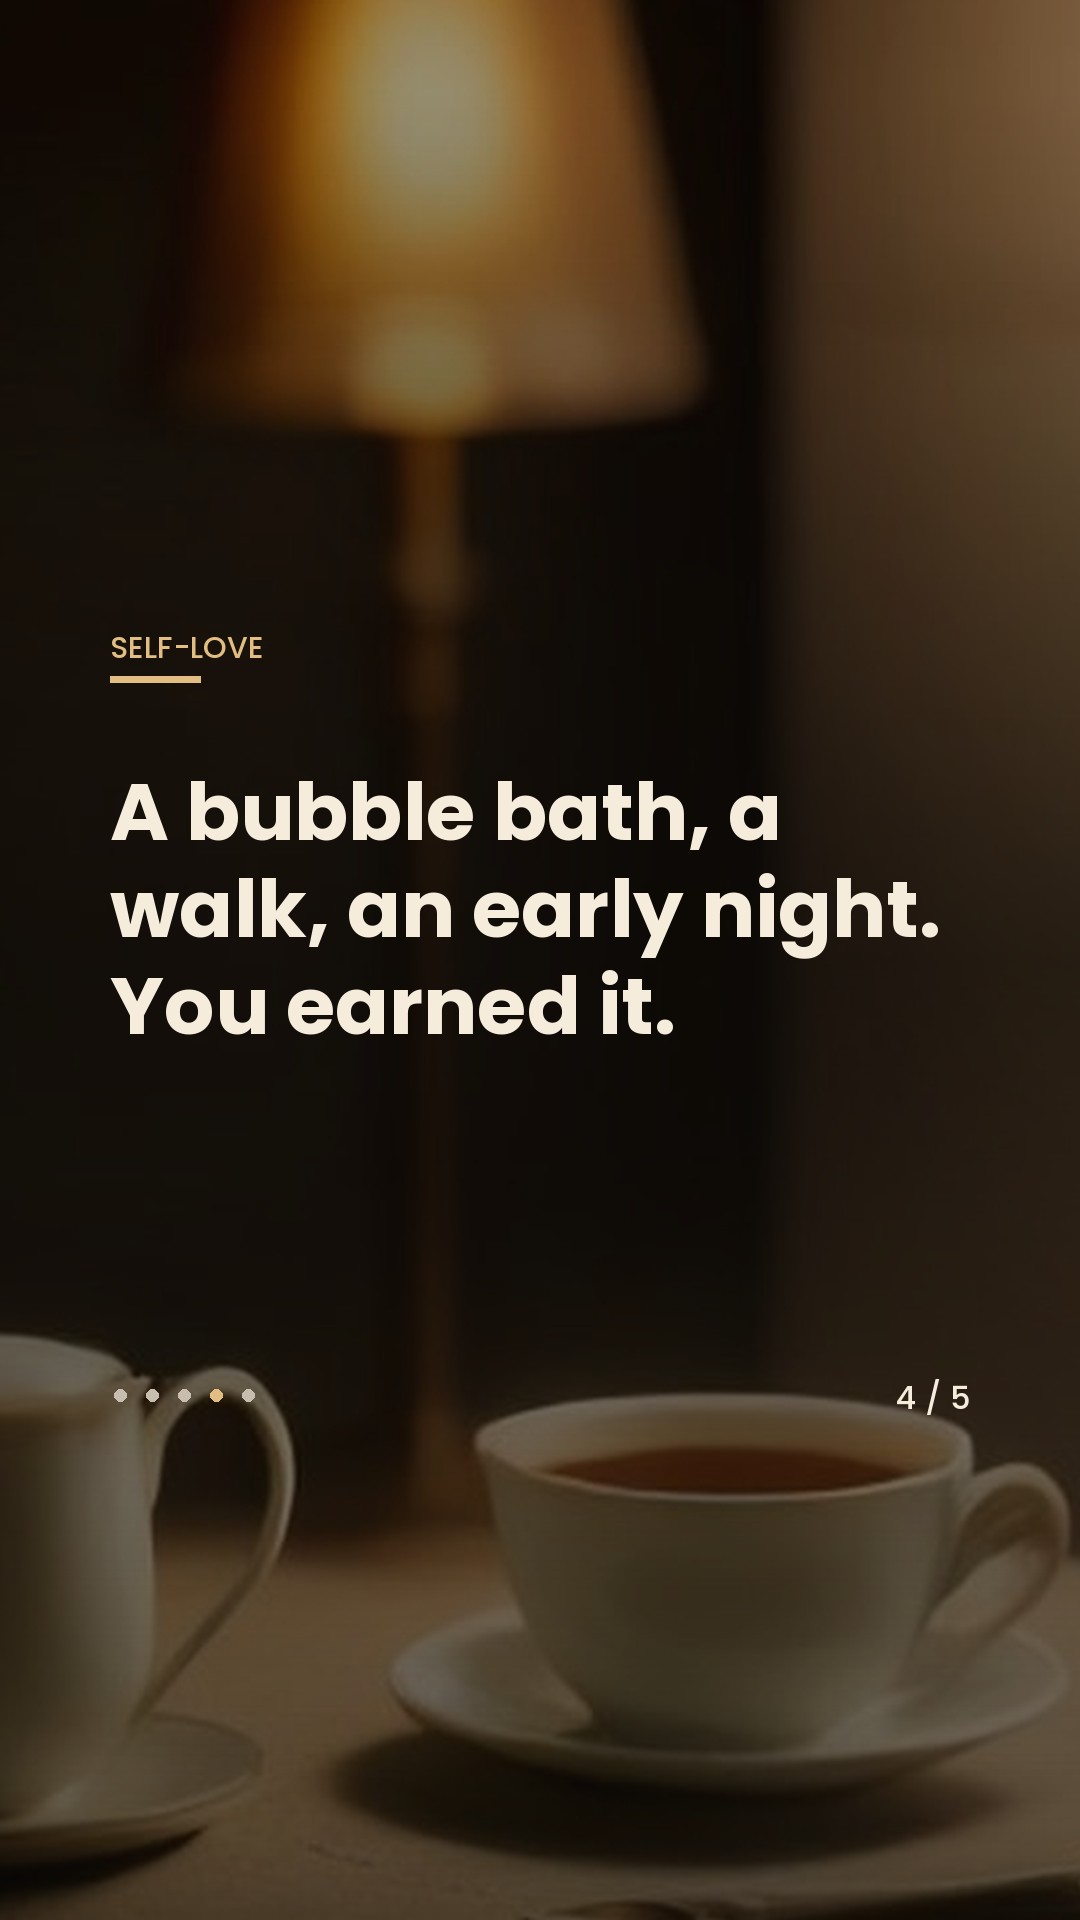 SELF-LOVE
A bubble bath, a
walk, an early night.
You earned it.
4 / 5